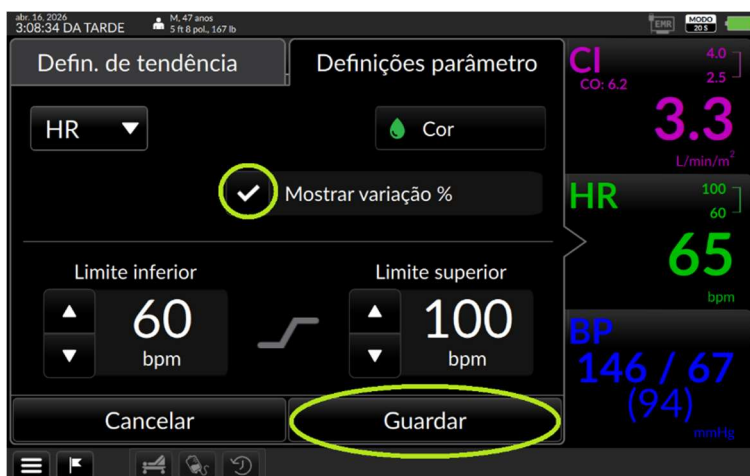 abr. 16, 2026
3:08:34 DA TARDE
M, 47 anos
5 ft 8 pol., 167 lb
EMR
MODO
20 S
Defin. de tendência
Definições parâmetro
HR
Cor
Mostrar variação %
Limite inferior
Limite superior
60
bpm
100
bpm
Cancelar
Guardar
CI
CO: 6.2
4.0
2.5
3.3
L/min/m²
HR
100
60
65
bpm
BP
146 / 67
(94)
mmHg